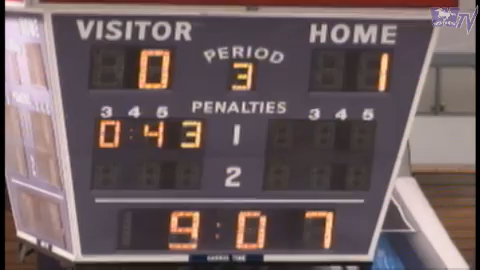 VISITOR HOME
0 PERIOD 1
3
PENALTIES
3 4 5 3 4 5
0:43 1
2
9:07
TV